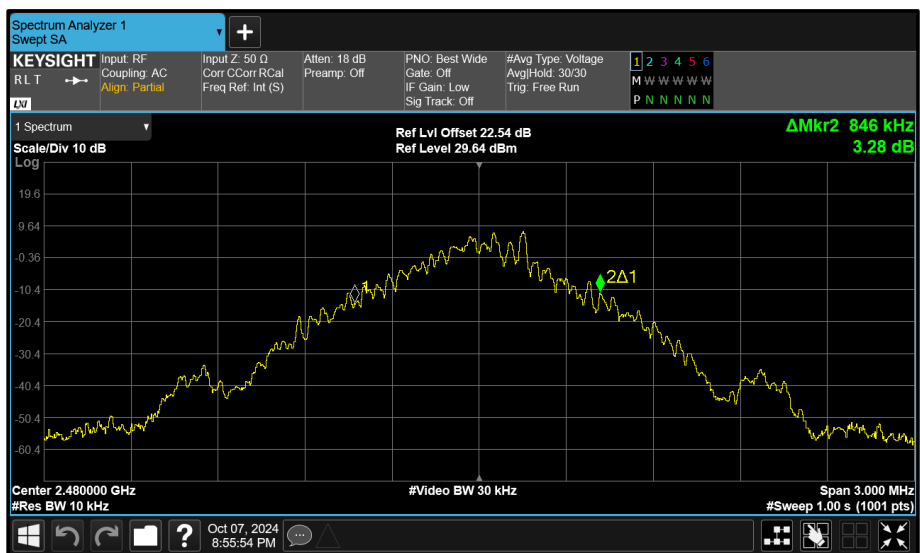 Spectrum Analyzer 1
Swept SA
+
KEYSIGHT
RLT
LXI
Input: RF
Coupling: AC
Align: Partial
Input Z: 50 Ω
Corr CCorr RCal
Freq Ref: Int (S)
Atten: 18 dB
Preamp: Off
PNO: Best Wide
Gate: Off
IF Gain: Low
Sig Track: Off
#Avg Type: Voltage
Avg|Hold: 30/30
Trig: Free Run
1 2 3 4 5 6
M W W W W W
P N N N N N
1 Spectrum
Scale/Div 10 dB
Ref Lvl Offset 22.54 dB
Ref Level 29.64 dBm
ΔMkr2 846 kHz
3.28 dB
Log
19.6
9.64
-0.36
-10.4
-20.4
-30.4
-40.4
-50.4
-60.4
1
2Δ1
Center 2.480000 GHz
#Res BW 10 kHz
#Video BW 30 kHz
Span 3.000 MHz
#Sweep 1.00 s (1001 pts)
?
Oct 07, 2024
8:55:54 PM